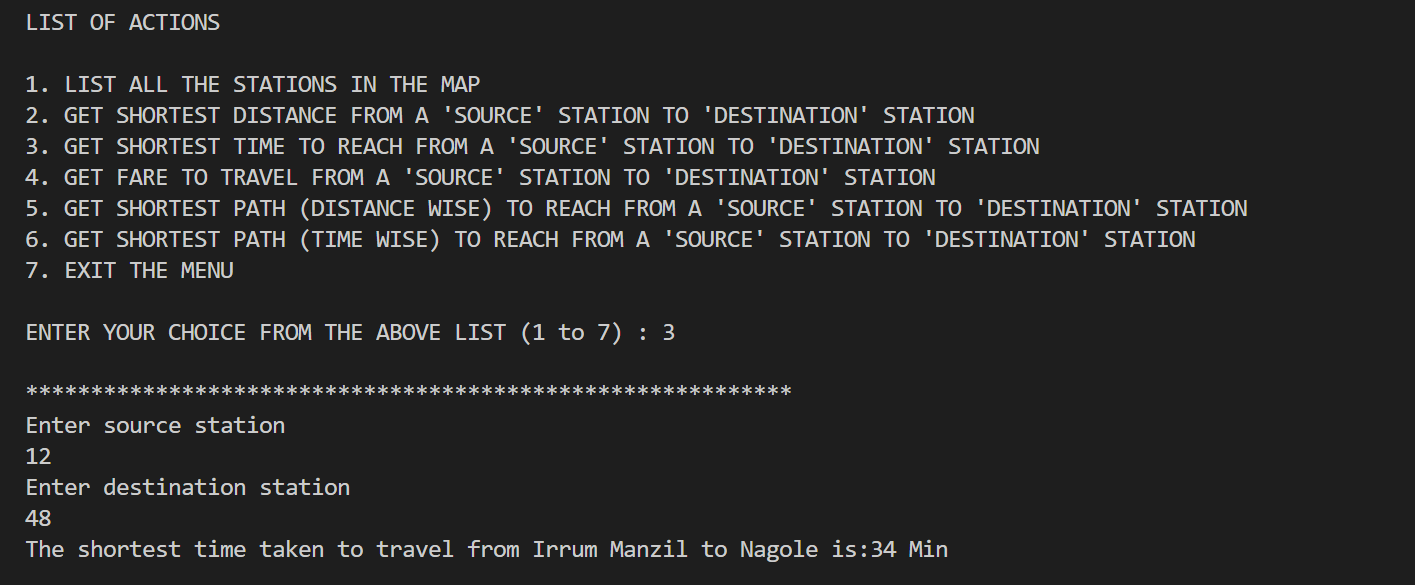 LIST OF ACTIONS
1. LIST ALL THE STATIONS IN THE MAP
2. GET SHORTEST DISTANCE FROM A 'SOURCE' STATION TO 'DESTINATION' STATION
3. GET SHORTEST TIME TO REACH FROM A 'SOURCE' STATION TO 'DESTINATION' STATION
4. GET FARE TO TRAVEL FROM A 'SOURCE' STATION TO 'DESTINATION' STATION
5. GET SHORTEST PATH (DISTANCE WISE) TO REACH FROM A 'SOURCE' STATION TO 'DESTINATION' STATION
6. GET SHORTEST PATH (TIME WISE) TO REACH FROM A 'SOURCE' STATION TO 'DESTINATION' STATION
7. EXIT THE MENU
ENTER YOUR CHOICE FROM THE ABOVE LIST (1 to 7) : 3
***********************************************************
Enter source station
12
Enter destination station
48
The shortest time taken to travel from Irrum Manzil to Nagole is:34 Min